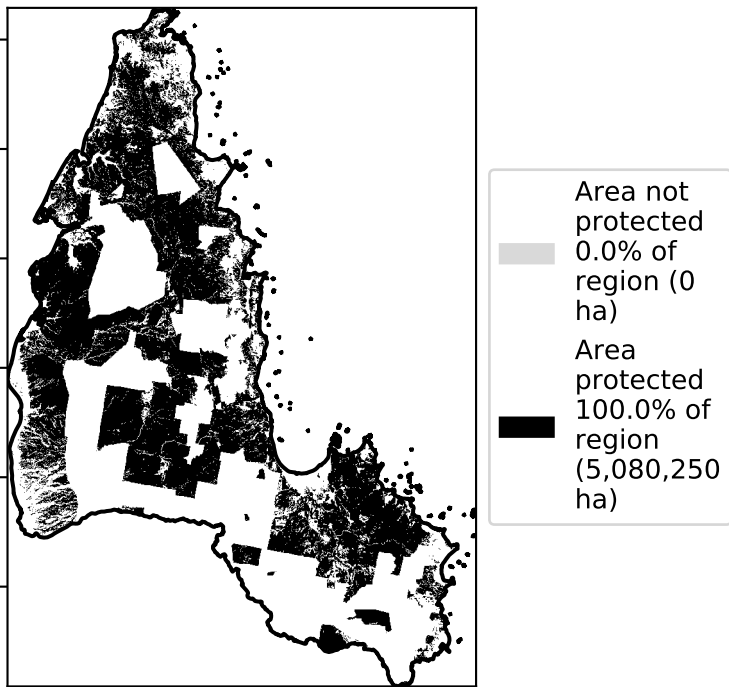 Area not
protected
0.0% of
region (0
ha)
Area
protected
100.0% of
region
(5,080,250
ha)